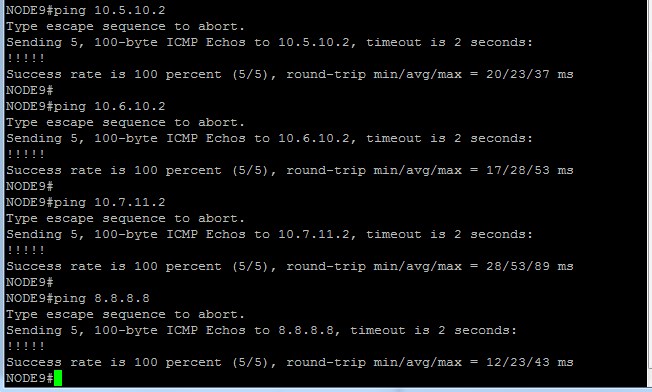 NODE9#ping 10.5.10.2
Type escape sequence to abort.
Sending 5, 100-byte ICMP Echos to 10.5.10.2, timeout is 2 seconds:
!!!!!
Success rate is 100 percent (5/5), round-trip min/avg/max = 20/23/37 ms
NODE9#
NODE9#ping 10.6.10.2
Type escape sequence to abort.
Sending 5, 100-byte ICMP Echos to 10.6.10.2, timeout is 2 seconds:
!!!!!
Success rate is 100 percent (5/5), round-trip min/avg/max = 17/28/53 ms
NODE9#
NODE9#ping 10.7.11.2
Type escape sequence to abort.
Sending 5, 100-byte ICMP Echos to 10.7.11.2, timeout is 2 seconds:
!!!!!
Success rate is 100 percent (5/5), round-trip min/avg/max = 28/53/89 ms
NODE9#
NODE9#ping 8.8.8.8
Type escape sequence to abort.
Sending 5, 100-byte ICMP Echos to 8.8.8.8, timeout is 2 seconds:
!!!!!
Success rate is 100 percent (5/5), round-trip min/avg/max = 12/23/43 ms
NODE9#